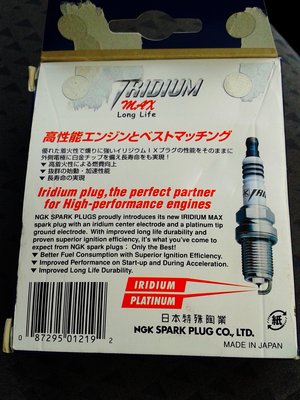 IRIDIUM
MAX
Long Life
高性能エンジンとベストマッチング
優れた着火性で燻りに強いイリジウムIXプラグの性能をそのままに
外側電極に白金チップを備え長寿命をも実現！
▼高着火性による燃費向上
▼抜群の始動・加速性能
▼長寿命の実現
Iridium plug, the perfect partner
for High-performance engines
NGK SPARK PLUGS proudly introduces its new IRIDIUM MAX
spark plug with an iridium center electrode and a platinum tip
ground electrode. With improved long life durability and
proven superior ignition efficiency, it's what you've come to
expect from NGK spark plugs : Only the Best!
▼ Better Fuel Consumption with Superior Ignition Efficiency.
▼ Improved Performance on Start-up and During Acceleration.
▼ Improved Long Life Durability.
IRIDIUM
PLATINUM
日本特殊陶業
NGK SPARK PLUG CO., LTD.
紙
MADE IN JAPAN
0 87295 01219 2